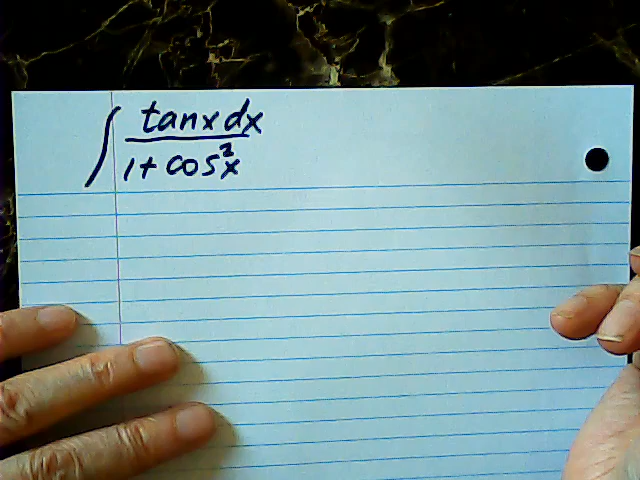 ∫ tanx dx
1 + cos²x